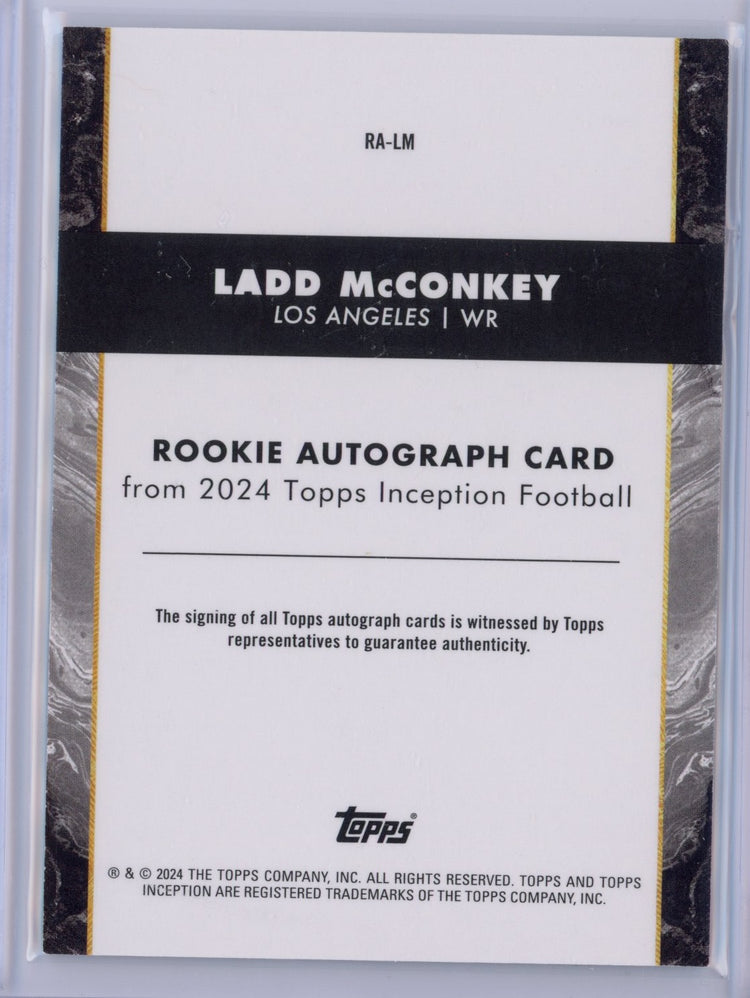 RA-LM
LADD McCONKEY
LOS ANGELES | WR
ROOKIE AUTOGRAPH CARD
from 2024 Topps Inception Football
The signing of all Topps autograph cards is witnessed by Topps
representatives to guarantee authenticity.
Topps®
® & © 2024 THE TOPPS COMPANY, INC. ALL RIGHTS RESERVED. TOPPS AND TOPPS
INCEPTION ARE REGISTERED TRADEMARKS OF THE TOPPS COMPANY, INC.